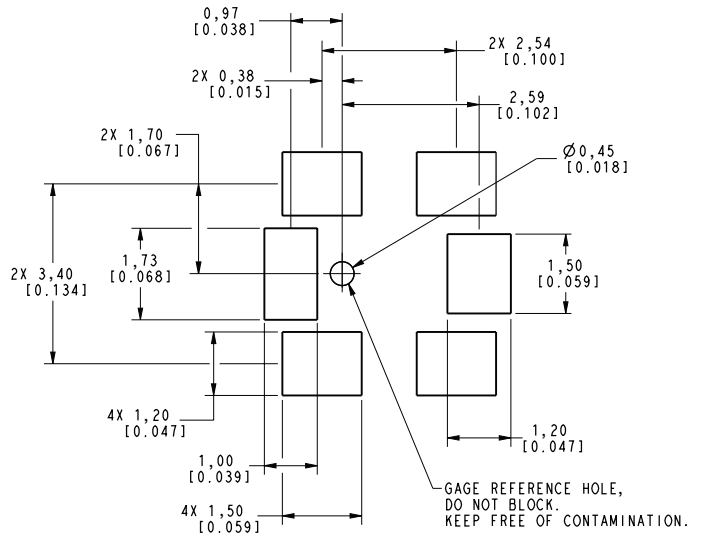 0,97
[0.038]
2X 2,54
[0.100]
2X 0,38
[0.015]
2,59
[0.102]
2X 1,70
[0.067]
Ø0,45
[0.018]
1,73
[0.068]
2X 3,40
[0.134]
1,50
[0.059]
4X 1,20
[0.047]
1,20
[0.047]
1,00
[0.039]
4X 1,50
[0.059]
GAGE REFERENCE HOLE,
DO NOT BLOCK.
KEEP FREE OF CONTAMINATION.